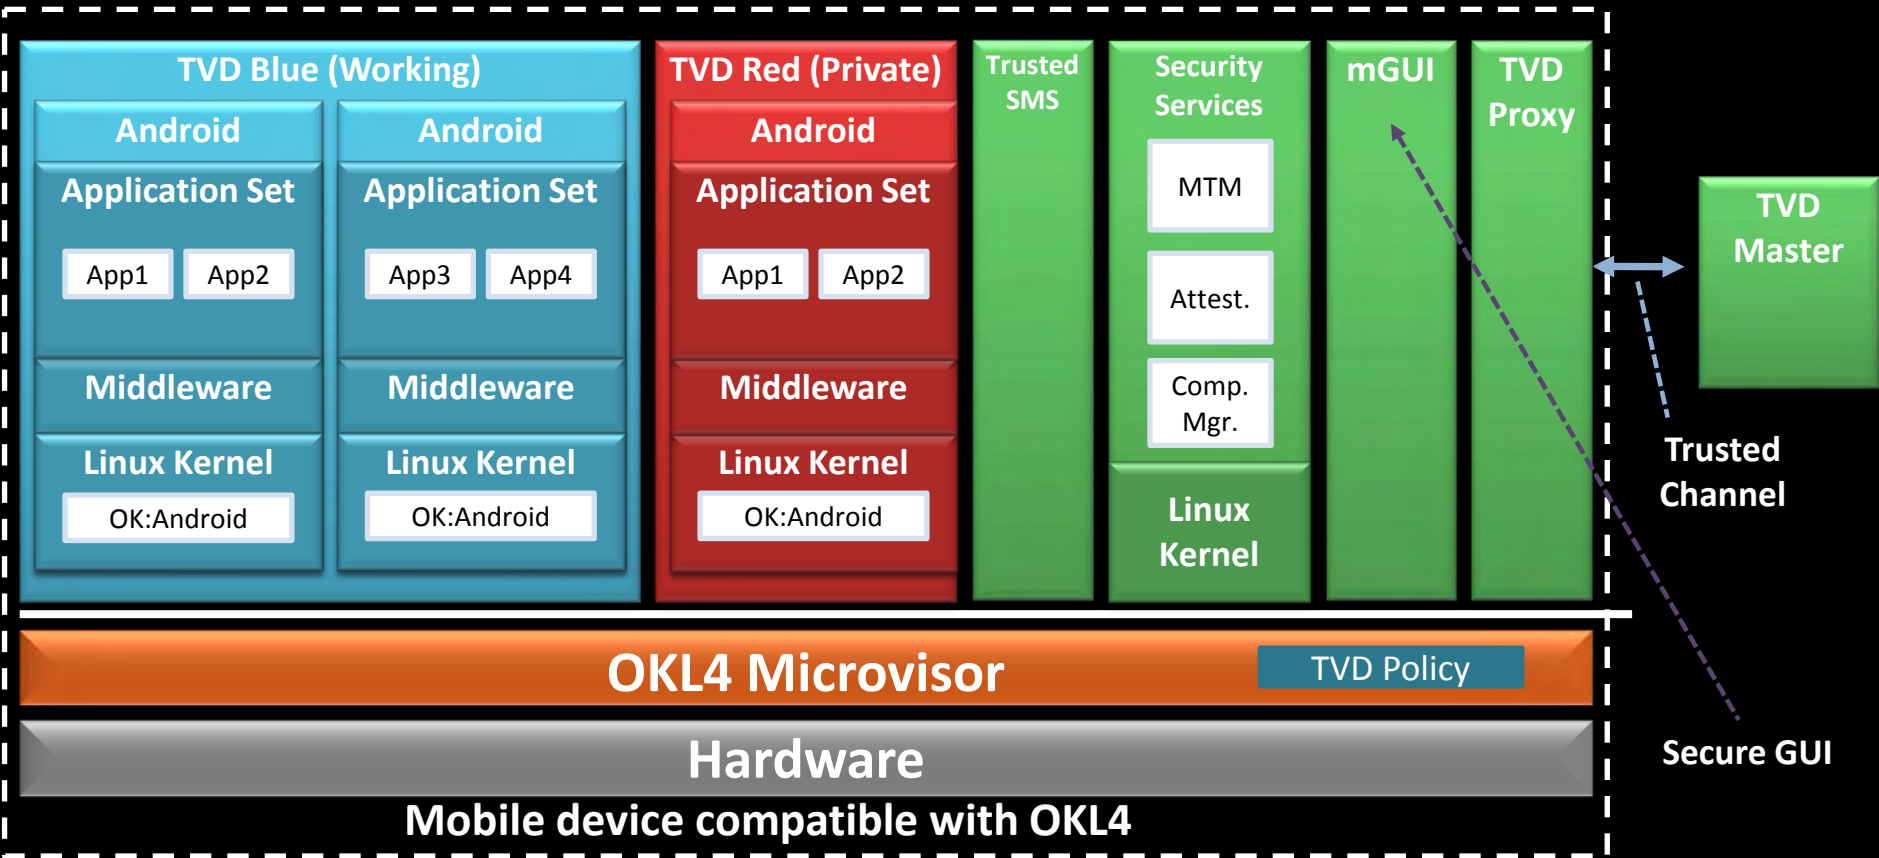 TVD Blue (Working)
Android
Application Set
App1
App2
Middleware
Linux Kernel
OK:Android
Android
Application Set
App3
App4
Middleware
Linux Kernel
OK:Android
TVD Red (Private)
Android
Application Set
App1
App2
Middleware
Linux Kernel
OK:Android
Trusted
SMS
Security
Services
MTM
Attest.
Comp.
Mgr.
Linux
Kernel
mGUI
TVD
Proxy
TVD
Master
Trusted
Channel
Secure GUI
OKL4 Microvisor
TVD Policy
Hardware
Mobile device compatible with OKL4